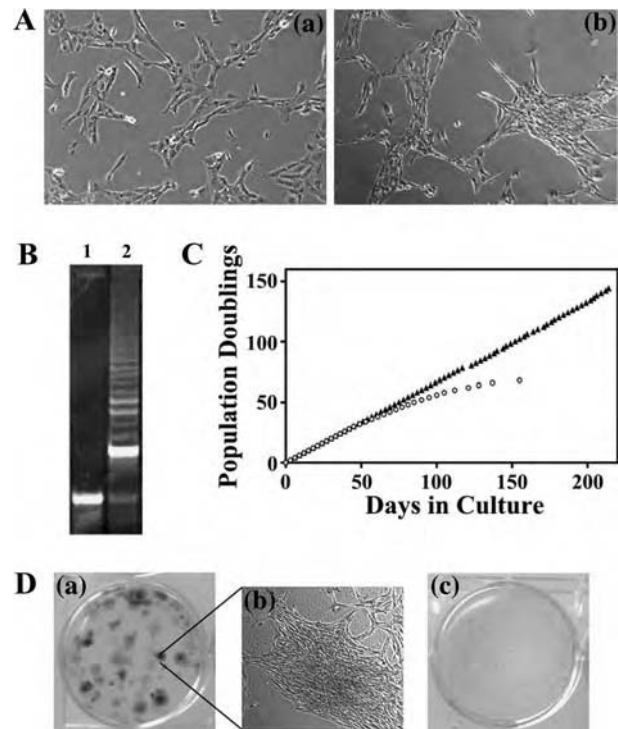 A
(a)
(b)
B
1 2
C
Population Doublings
150
100
50
0
0 50 100 150 200
Days in Culture
D
(a)
(b)
(c)